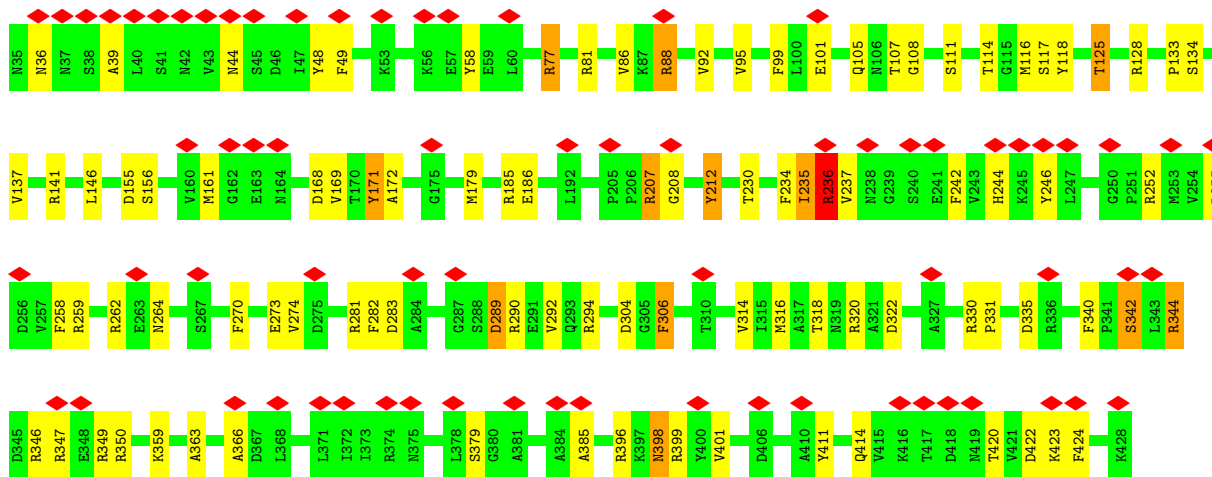 N35 N36 N37 S38 A39 L40 S41 N42 V43 N44 S45 D46 I47 Y48 F49 K53 K56 E57 Y58 E59 L60 R77 R81 V86 K87 R88 V92 V95 F99 L100 E101 Q105 N106 T107 G108 S111 T114 G115 M116 S117 Y118 T125 R128 P133 S134
V137 R141 L146 D155 S156 V160 M161 G162 E163 N164 D168 V169 T170 Y171 A172 G175 M179 R185 E186 L192 P205 P206 R207 G208 Y212 T230 F234 I235 R236 V237 N238 G239 S240 E241 F242 V243 H244 K245 Y246 L247 G250 P251 R252 M253 V254
D256 V257 F258 R259 R262 E263 N264 S267 F270 E273 V274 D275 R281 F282 D283 A284 G287 S288 D289 R290 E291 V292 Q293 R294 D304 G305 F306 T310 V314 I315 M316 A317 T318 N319 R320 A321 D322 A327 R330 P331 D335 R336 F340 P341 S342 L343 R344
D345 R346 R347 E348 R349 R350 K359 A363 A366 D367 L368 L371 I372 I373 R374 N375 L378 S379 G380 A381 A384 A385 R396 K397 N398 R399 Y400 V401 D406 A410 Y411 Q414 V415 K416 T417 D418 N419 T420 V421 D422 K423 F424 K428